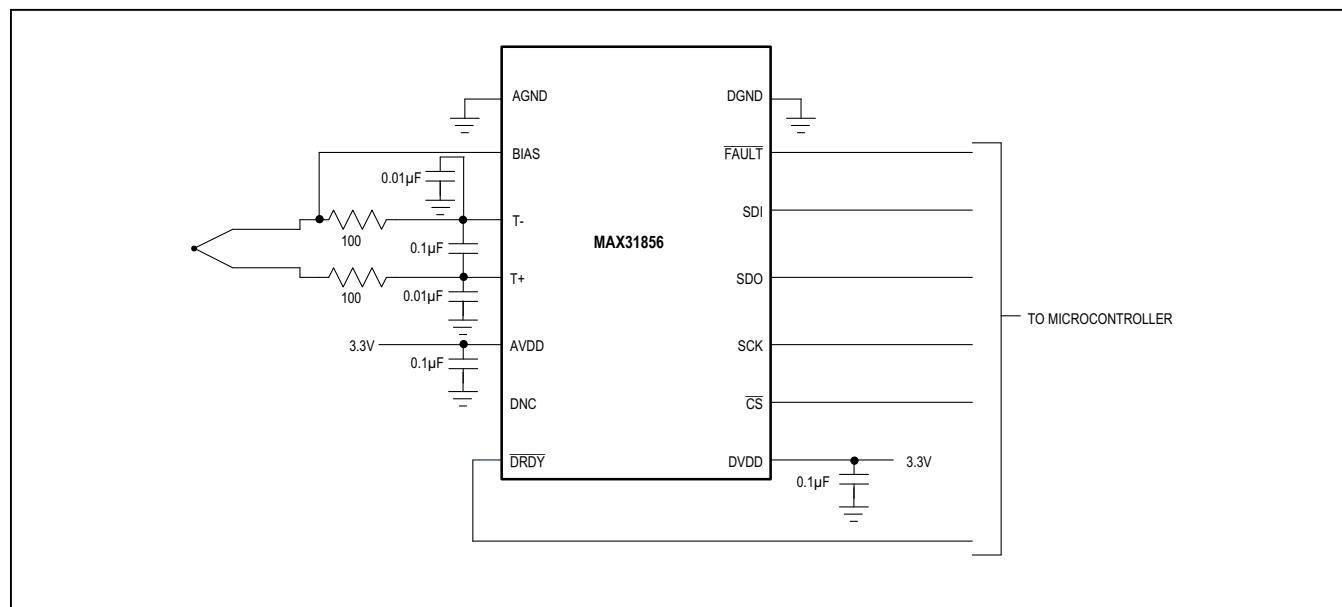 AGND
DGND
BIAS
FAULT
0.01µF
T-
SDI
100
0.1µF
MAX31856
T+
SDO
100
0.01µF
TO MICROCONTROLLER
3.3V
AVDD
SCK
0.1µF
DNC
CS
DRDY
DVDD
3.3V
0.1µF